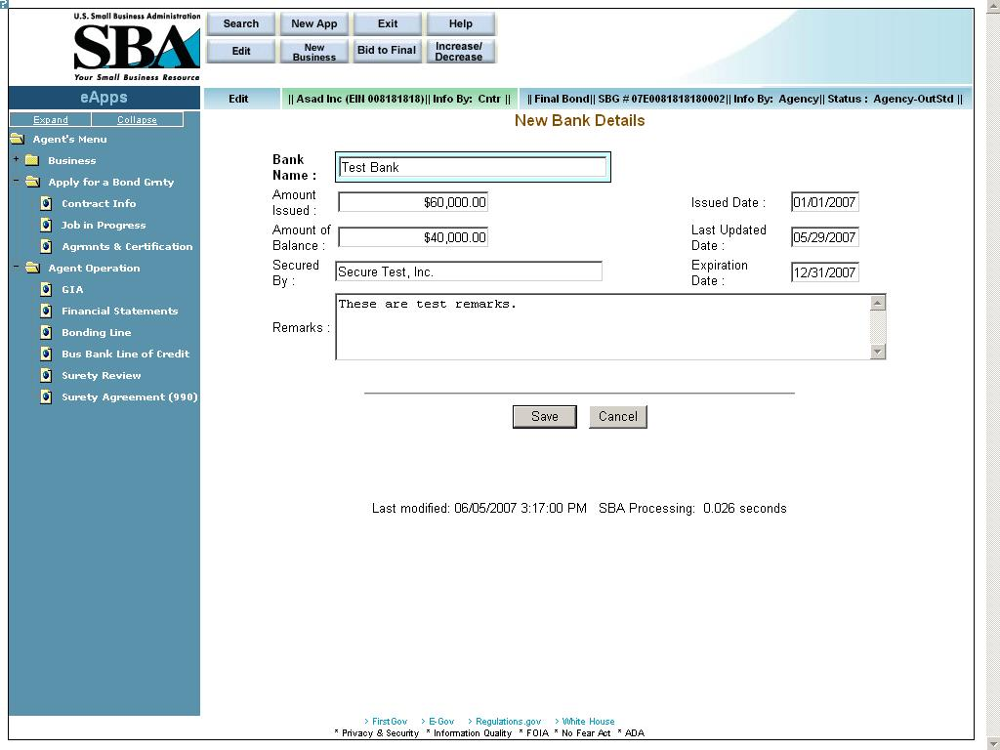 U.S. Small Business Administration
SBA
Your Small Business Resource
Search New App Exit Help
Edit New Business Bid to Final Increase/ Decrease
eApps
Edit || Asad Inc (EIN 008181818)|| Info By: Cntr || || Final Bond|| SBG # 07E0081818180002|| Info By: Agency|| Status : Agency-OutStd ||
Expand Collapse
Agent's Menu
+ Business
- Apply for a Bond Grnty
Contract Info
Job in Progress
Agrmnts & Certification
- Agent Operation
GIA
Financial Statements
Bonding Line
Bus Bank Line of Credit
Surety Review
Surety Agreement (990)
New Bank Details
Bank Name : Test Bank
Amount Issued : $60,000.00 Issued Date : 01/01/2007
Amount of Balance : $40,000.00 Last Updated Date : 05/29/2007
Secured By : Secure Test, Inc. Expiration Date : 12/31/2007
Remarks : These are test remarks.
Save Cancel
Last modified: 06/05/2007 3:17:00 PM SBA Processing: 0.026 seconds
> FirstGov > E-Gov > Regulations.gov > White House
* Privacy & Security * Information Quality * FOIA * No Fear Act * ADA